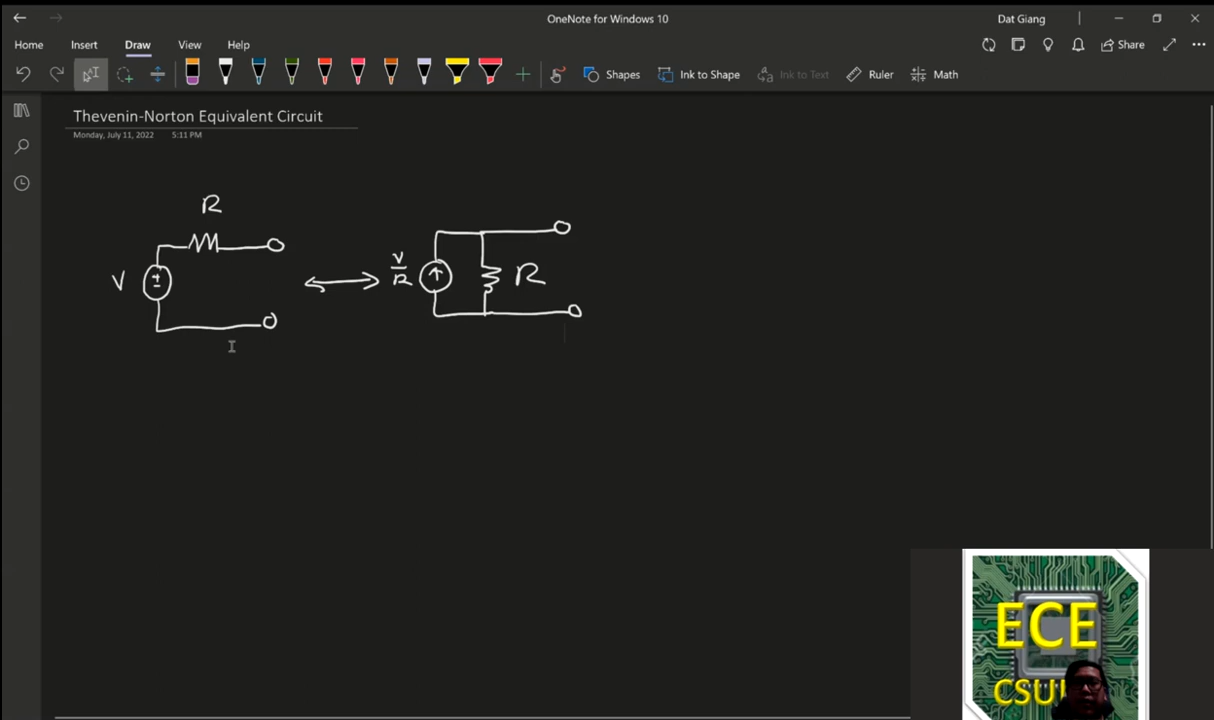 OneNote for Windows 10
Dat Giang
Home
Insert
Draw
View
Help
Share
Shapes
Ink to Shape
Ink to Text
Ruler
Math
Thevenin-Norton Equivalent Circuit
Monday, July 11, 2022 5:11 PM
R
V
V
R
R
ECE